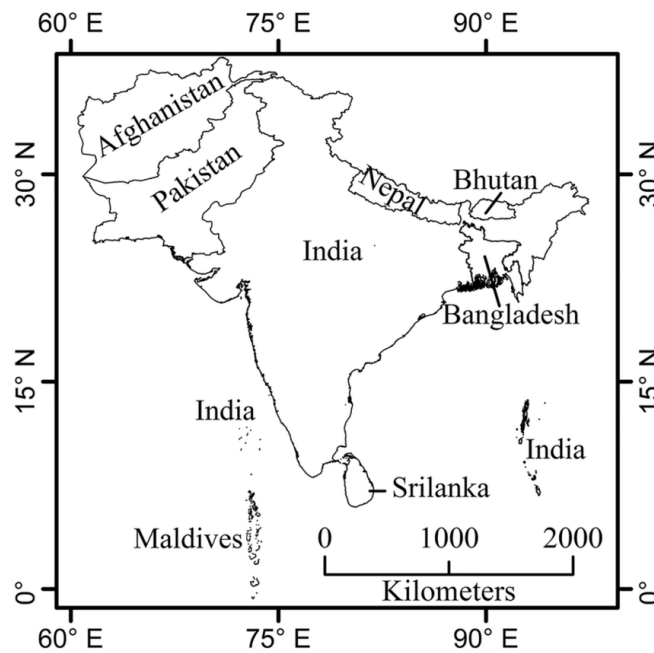 60° E 75° E 90° E
Afghanistan
30° N
30° N
Pakistan
Nepal
Bhutan
India
Bangladesh
15° N
15° N
India
India
Srilanka
Maldives
0 1000 2000
Kilometers
0°
0°
60° E 75° E 90° E